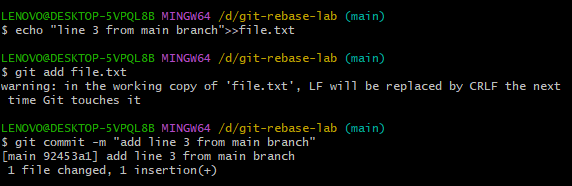 LENOVO@DESKTOP-5VPQL8B MINGW64 /d/git-rebase-lab (main)
$ echo "line 3 from main branch">>file.txt
LENOVO@DESKTOP-5VPQL8B MINGW64 /d/git-rebase-lab (main)
$ git add file.txt
warning: in the working copy of 'file.txt', LF will be replaced by CRLF the next
 time Git touches it
LENOVO@DESKTOP-5VPQL8B MINGW64 /d/git-rebase-lab (main)
$ git commit -m "add line 3 from main branch"
[main 92453a1] add line 3 from main branch
 1 file changed, 1 insertion(+)